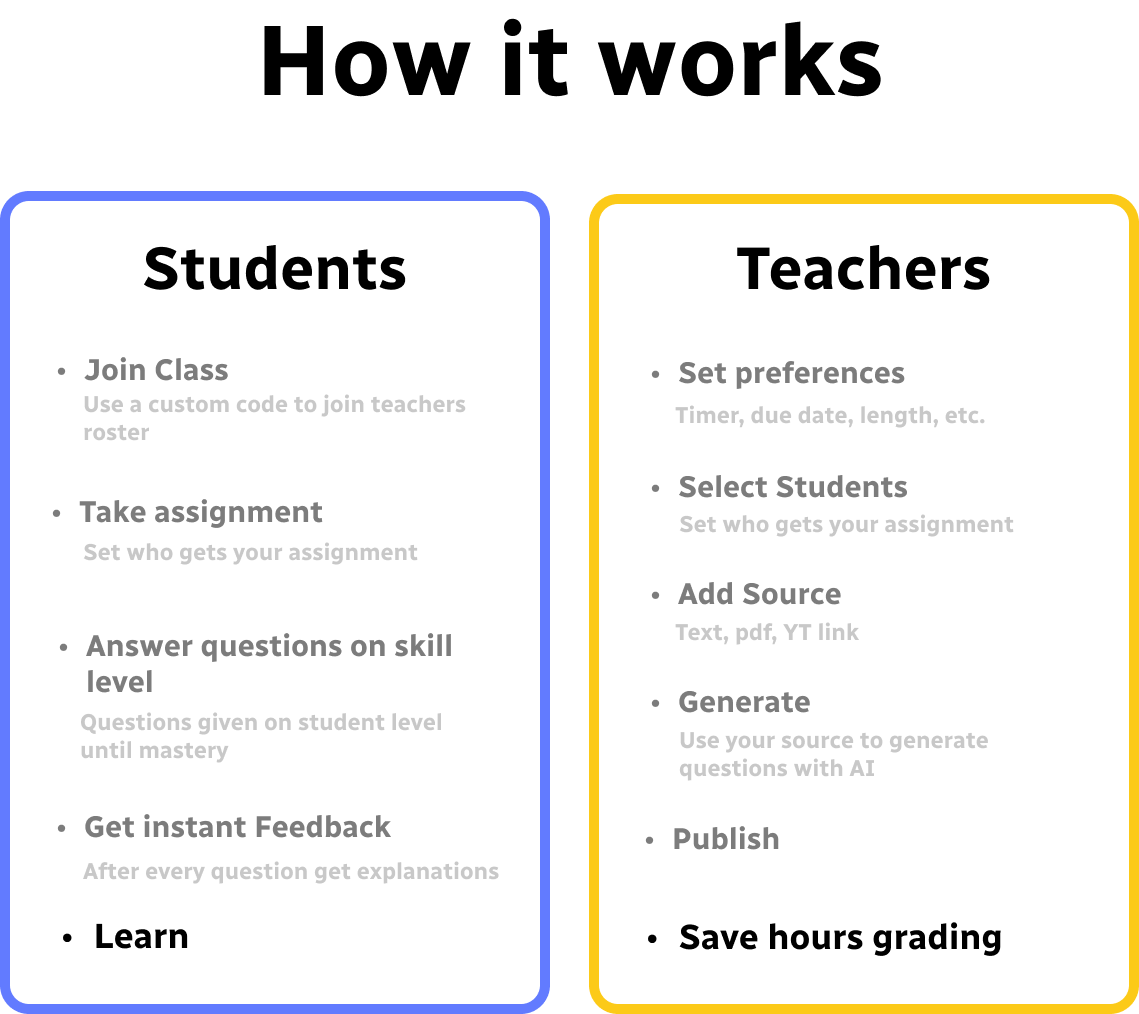 How it works
Students
• Join Class
Use a custom code to join teachers
roster
• Take assignment
Set who gets your assignment
• Answer questions on skill
level
Questions given on student level
until mastery
• Get instant Feedback
After every question get explanations
• Learn
Teachers
• Set preferences
Timer, due date, length, etc.
• Select Students
Set who gets your assignment
• Add Source
Text, pdf, YT link
• Generate
Use your source to generate
questions with AI
• Publish
• Save hours grading